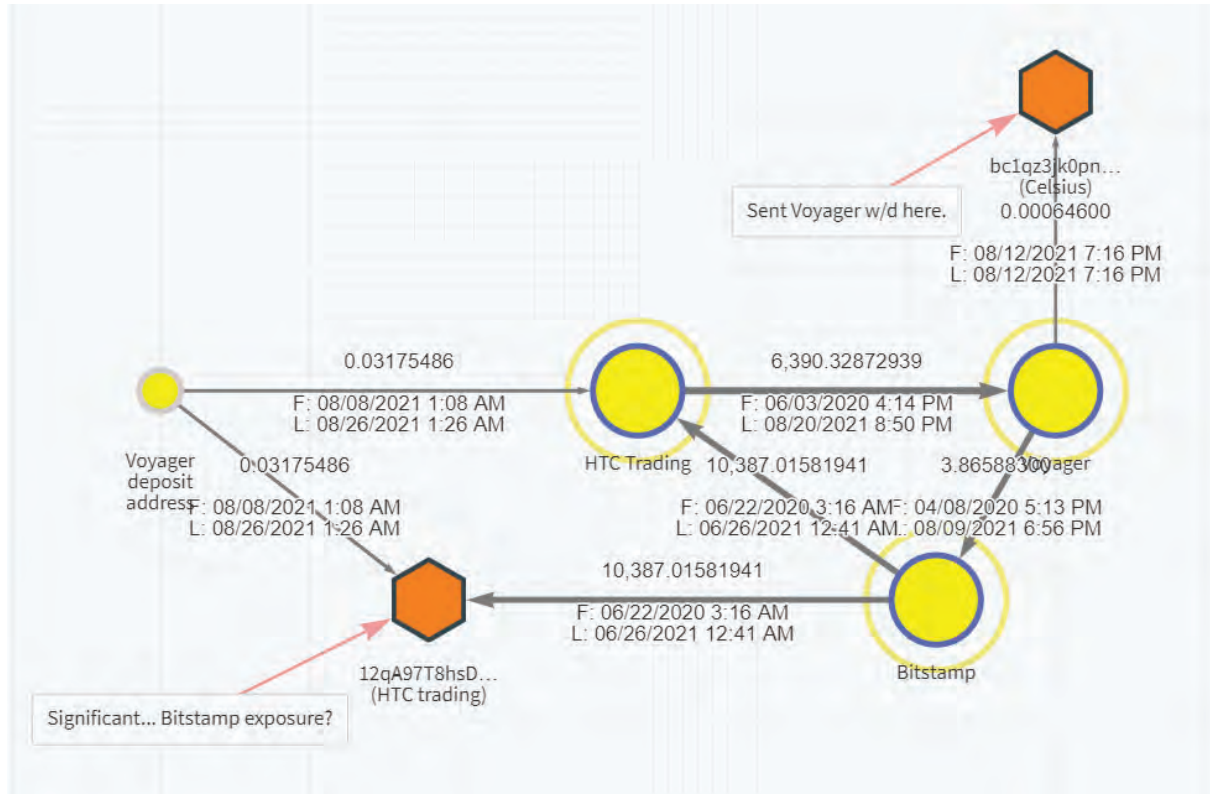 bc1qz3jk0pn...
(Celsius)
0.00064600
Sent Voyager w/d here.
F: 08/12/2021 7:16 PM
L: 08/12/2021 7:16 PM
0.03175486
F: 08/08/2021 1:08 AM
L: 08/26/2021 1:26 AM
6,390.32872939
F: 06/03/2020 4:14 PM
L: 08/20/2021 8:50 PM
Voyager
deposit
address
0.03175486
F: 08/08/2021 1:08 AM
L: 08/26/2021 1:26 AM
HTC Trading
10,387.01581941
F: 06/22/2020 3:16 AM
L: 06/26/2021 12:41 AM
3.86588300
Voyager
F: 04/08/2020 5:13 PM
L: 08/09/2021 6:56 PM
10,387.01581941
F: 06/22/2020 3:16 AM
L: 06/26/2021 12:41 AM
Bitstamp
12qA97T8hsD...
(HTC trading)
Significant... Bitstamp exposure?